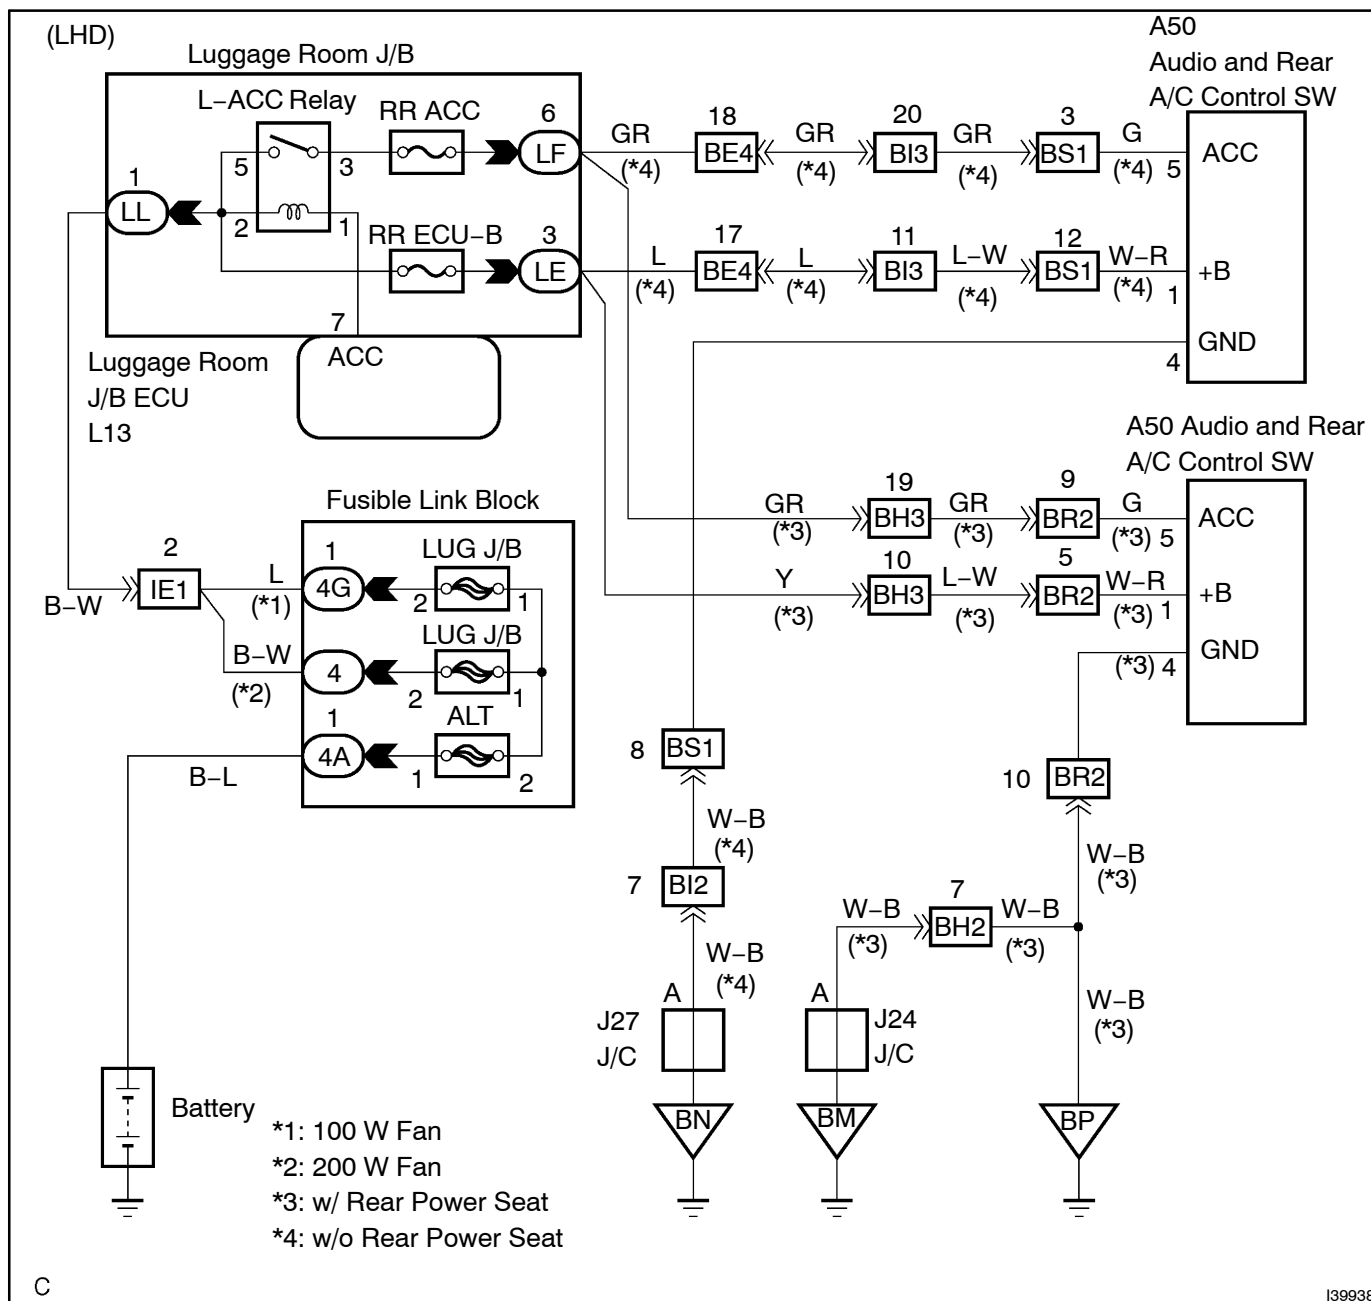 (LHD)
Luggage Room J/B
L-ACC Relay
RR ACC
5
3
6
LF
1
LL
2
1
RR ECU-B
3
LE
7
ACC
Luggage Room
J/B ECU
L13
GR
(*4)
18
BE4
GR
(*4)
20
BI3
GR
(*4)
3
BS1
G
(*4)
5
A50
Audio and Rear
A/C Control SW
ACC
L
(*4)
17
BE4
L
(*4)
11
BI3
L-W
(*4)
12
BS1
W-R
(*4)
1
+B
GND
4
A50 Audio and Rear
A/C Control SW
GR
(*3)
19
BH3
GR
(*3)
9
BR2
G
(*3)
5
ACC
Y
(*3)
10
BH3
L-W
(*3)
5
BR2
W-R
(*3)
1
+B
(*3)
4
GND
Fusible Link Block
2
IE1
B-W
L
(*1)
1
4G
LUG J/B
2
1
B-W
(*2)
4
LUG J/B
2
1
B-L
1
4A
ALT
1
2
8
BS1
W-B
(*4)
7
BI2
W-B
(*4)
A
J27
J/C
BN
10
BR2
W-B
(*3)
W-B
(*3)
7
BH2
W-B
(*3)
A
J24
J/C
BM
W-B
(*3)
BP
Battery
*1: 100 W Fan
*2: 200 W Fan
*3: w/ Rear Power Seat
*4: w/o Rear Power Seat
C
I39938